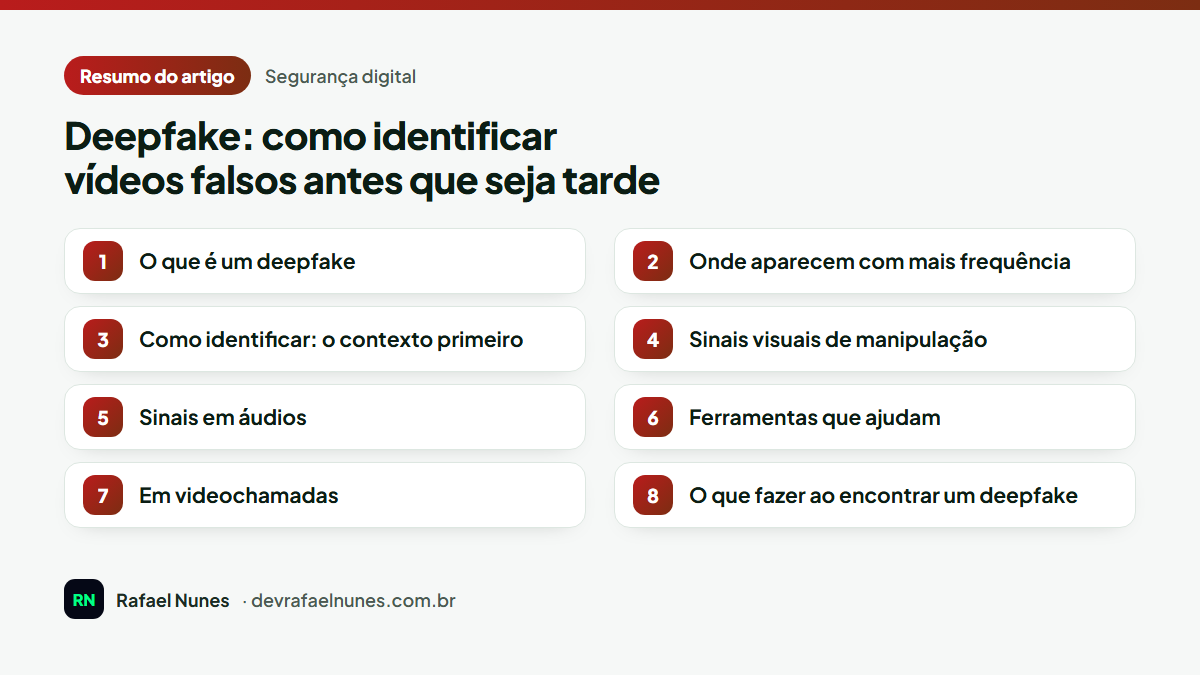 Resumo do artigo
Segurança digital
Deepfake: como identificar
vídeos falsos antes que seja tarde
1 O que é um deepfake
2 Onde aparecem com mais frequência
3 Como identificar: o contexto primeiro
4 Sinais visuais de manipulação
5 Sinais em áudios
6 Ferramentas que ajudam
7 Em videochamadas
8 O que fazer ao encontrar um deepfake
RN Rafael Nunes · devrafaelnunes.com.br